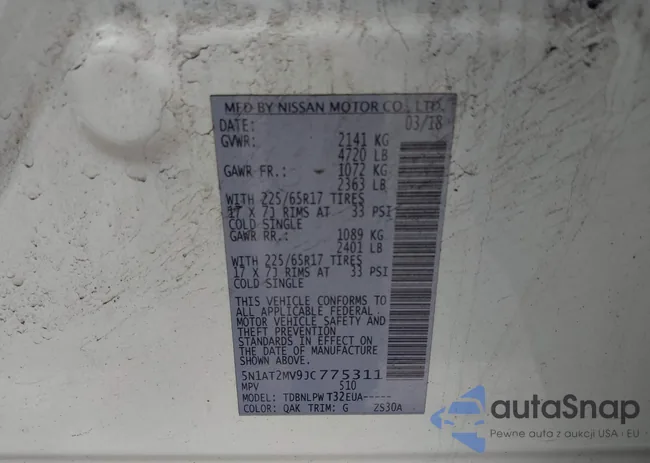 MFD BY NISSAN MOTOR CO., LTD.
DATE: 03/18
GVWR: 2141 KG
4720 LB
GAWR FR.: 1072 KG
2363 LB
WITH 225/65R17 TIRES
17 X 7J RIMS AT 33 PSI
COLD SINGLE
GAWR RR.: 1089 KG
2401 LB
WITH 225/65R17 TIRES
17 X 7J RIMS AT 33 PSI
COLD SINGLE
THIS VEHICLE CONFORMS TO
ALL APPLICABLE FEDERAL
MOTOR VEHICLE SAFETY AND
THEFT PREVENTION
STANDARDS IN EFFECT ON
THE DATE OF MANUFACTURE
SHOWN ABOVE.
5N1AT2MV9JC775311
MPV 510
MODEL: TDBNLPW T32EUA-----
COLOR: QAK TRIM: G ZS30A
autoSnap
Pewne auta z aukcji USA · EU